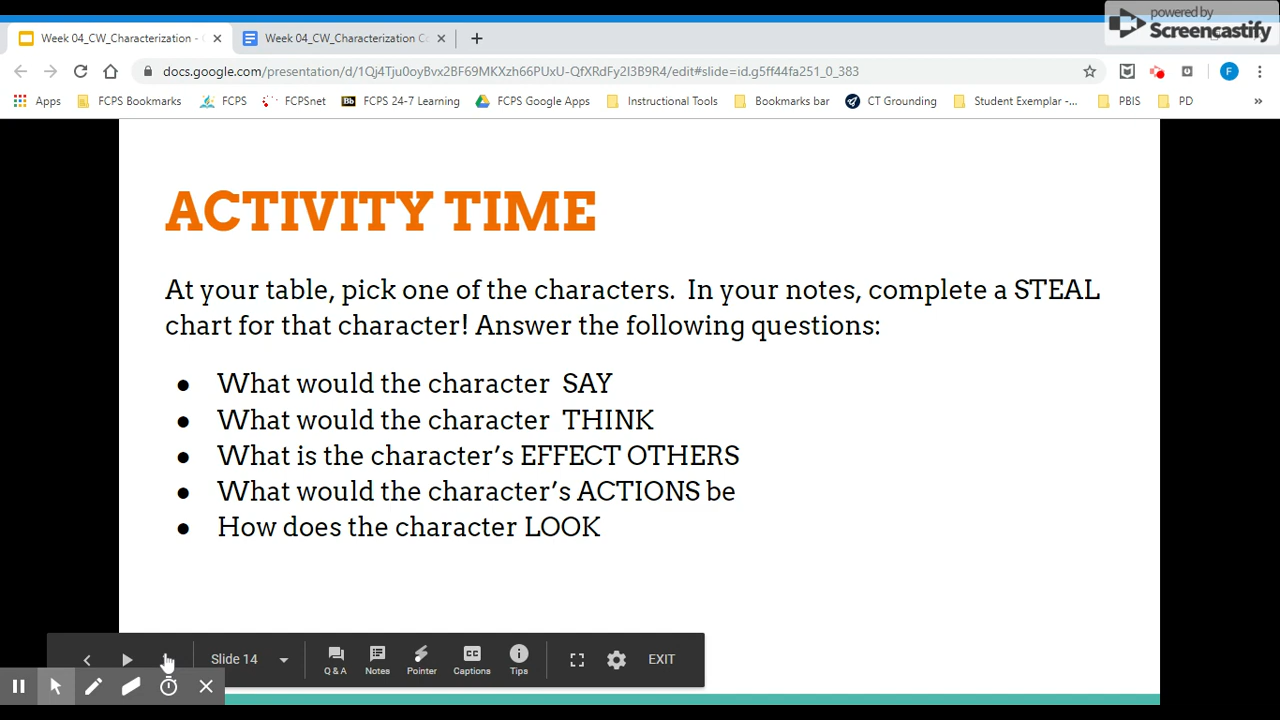 powered by
Screencastify
Week 04_CW_Characterization -
Week 04_CW_Characterization C
docs.google.com/presentation/d/1Qj4Tju0oyBvx2BF69MKXzh66PUxU-QfXRdFy2I3B9R4/edit#slide=id.g5ff44fa251_0_383
F
Apps
FCPS Bookmarks
FCPS
FCPSnet
Bb
FCPS 24-7 Learning
FCPS Google Apps
Instructional Tools
Bookmarks bar
CT Grounding
Student Exemplar -...
PBIS
PD
ACTIVITY TIME
At your table, pick one of the characters.  In your notes, complete a STEAL
chart for that character! Answer the following questions:
● What would the character  SAY
● What would the character  THINK
● What is the character’s EFFECT OTHERS
● What would the character’s ACTIONS be
● How does the character LOOK
Slide 14
Q & A
Notes
Pointer
CC
Captions
Tips
EXIT